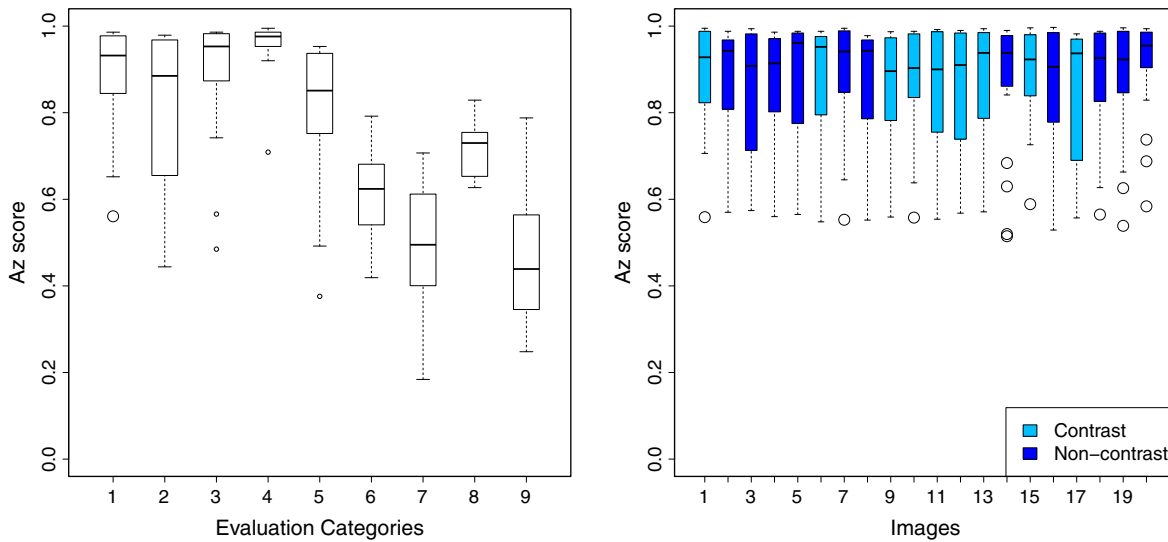 1.0
0.8
0.6
0.4
0.2
0.0
Az score
1 2 3 4 5 6 7 8 9
Evaluation Categories
1.0
0.8
0.6
0.4
0.2
0.0
Az score
Contrast
Non−contrast
1 3 5 7 9 11 13 15 17 19
Images